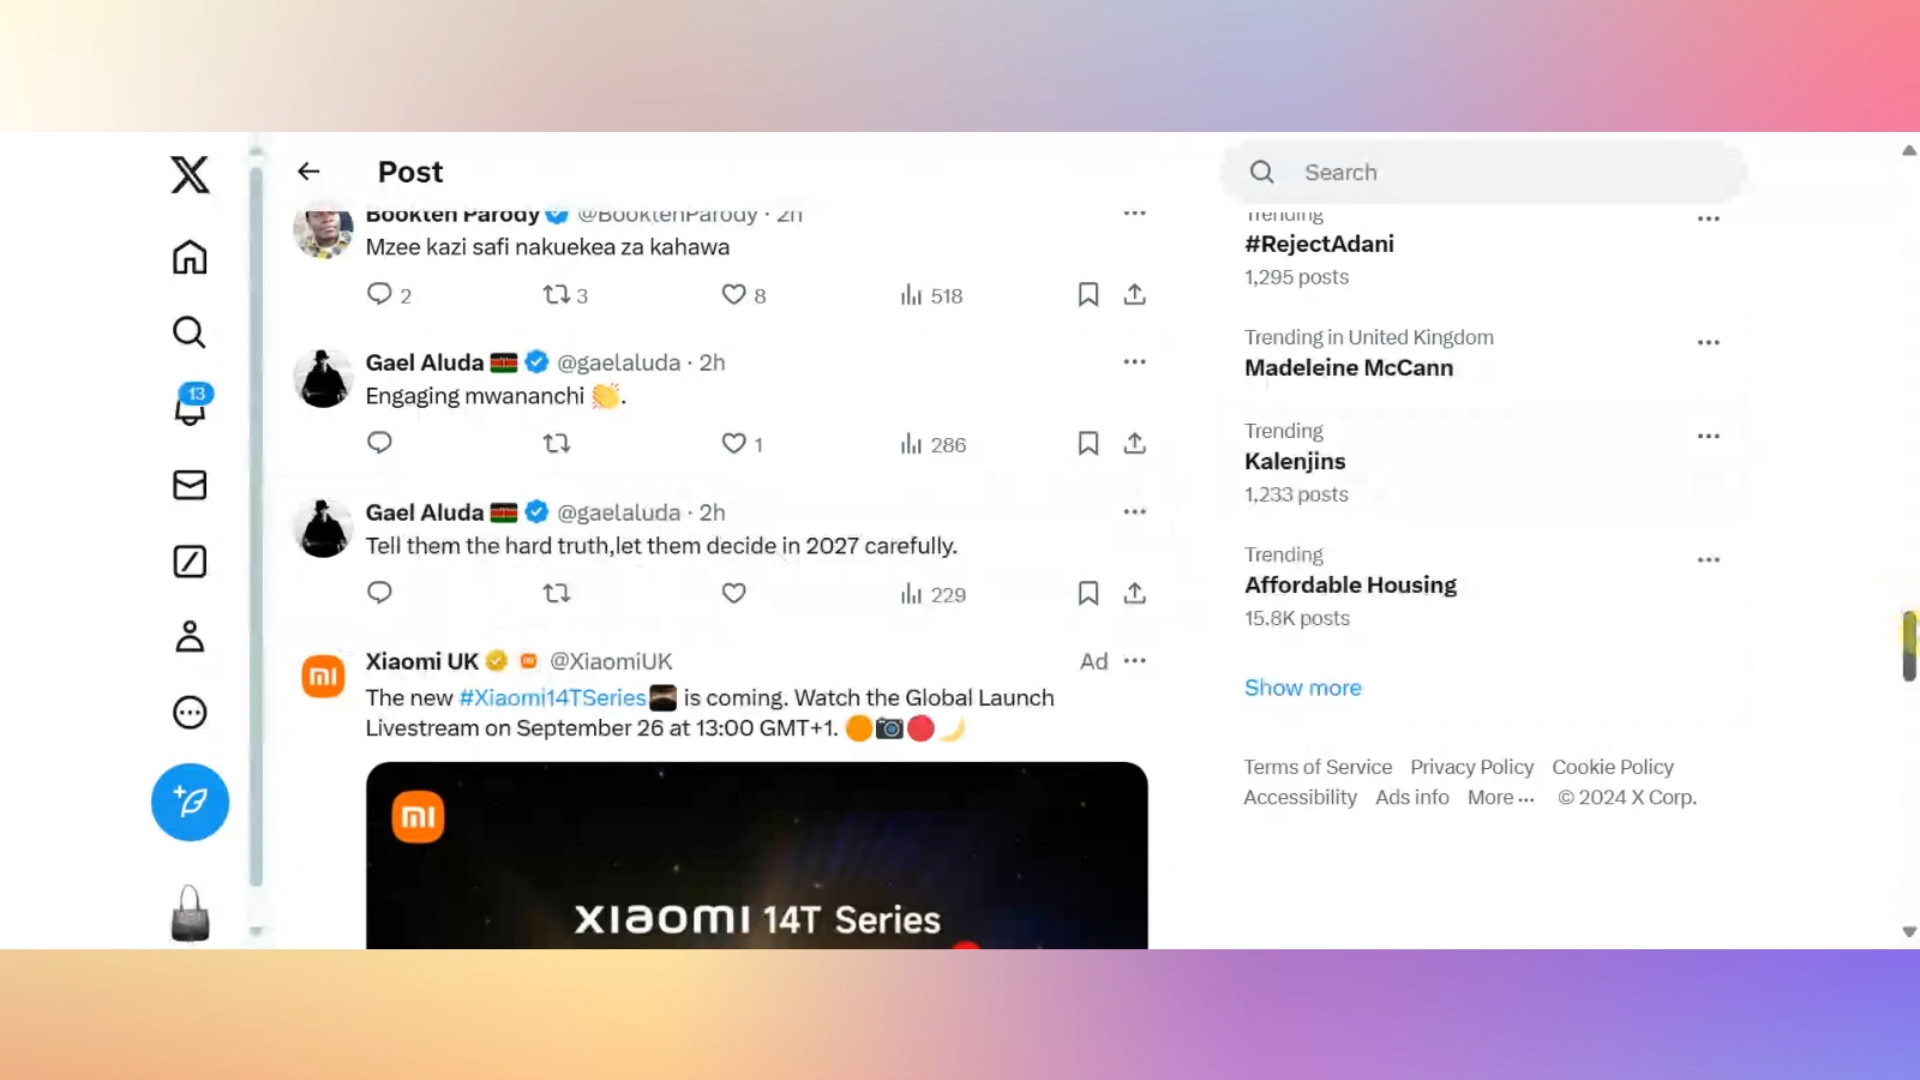 Post
Bookten Parody @BooktenParody · 2h
Mzee kazi safi nakuekea za kahawa
2 3 8 518
Gael Aluda @gaelaluda · 2h
Engaging mwananchi 👏.
1 286
Gael Aluda @gaelaluda · 2h
Tell them the hard truth,let them decide in 2027 carefully.
229
Xiaomi UK @XiaomiUK Ad
The new #Xiaomi14TSeries is coming. Watch the Global Launch
Livestream on September 26 at 13:00 GMT+1. 🟠📷🔴🌙
xiaomi 14T Series
13
Search
Trending
#RejectAdani
1,295 posts
Trending in United Kingdom
Madeleine McCann
Trending
Kalenjins
1,233 posts
Trending
Affordable Housing
15.8K posts
Show more
Terms of Service Privacy Policy Cookie Policy
Accessibility Ads info More ··· © 2024 X Corp.